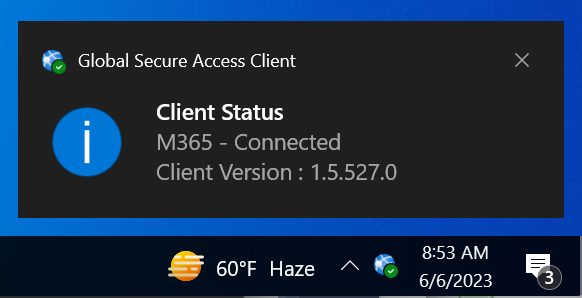 Global Secure Access Client
Client Status
M365 - Connected
Client Version : 1.5.527.0
60°F Haze
8:53 AM
6/6/2023
3